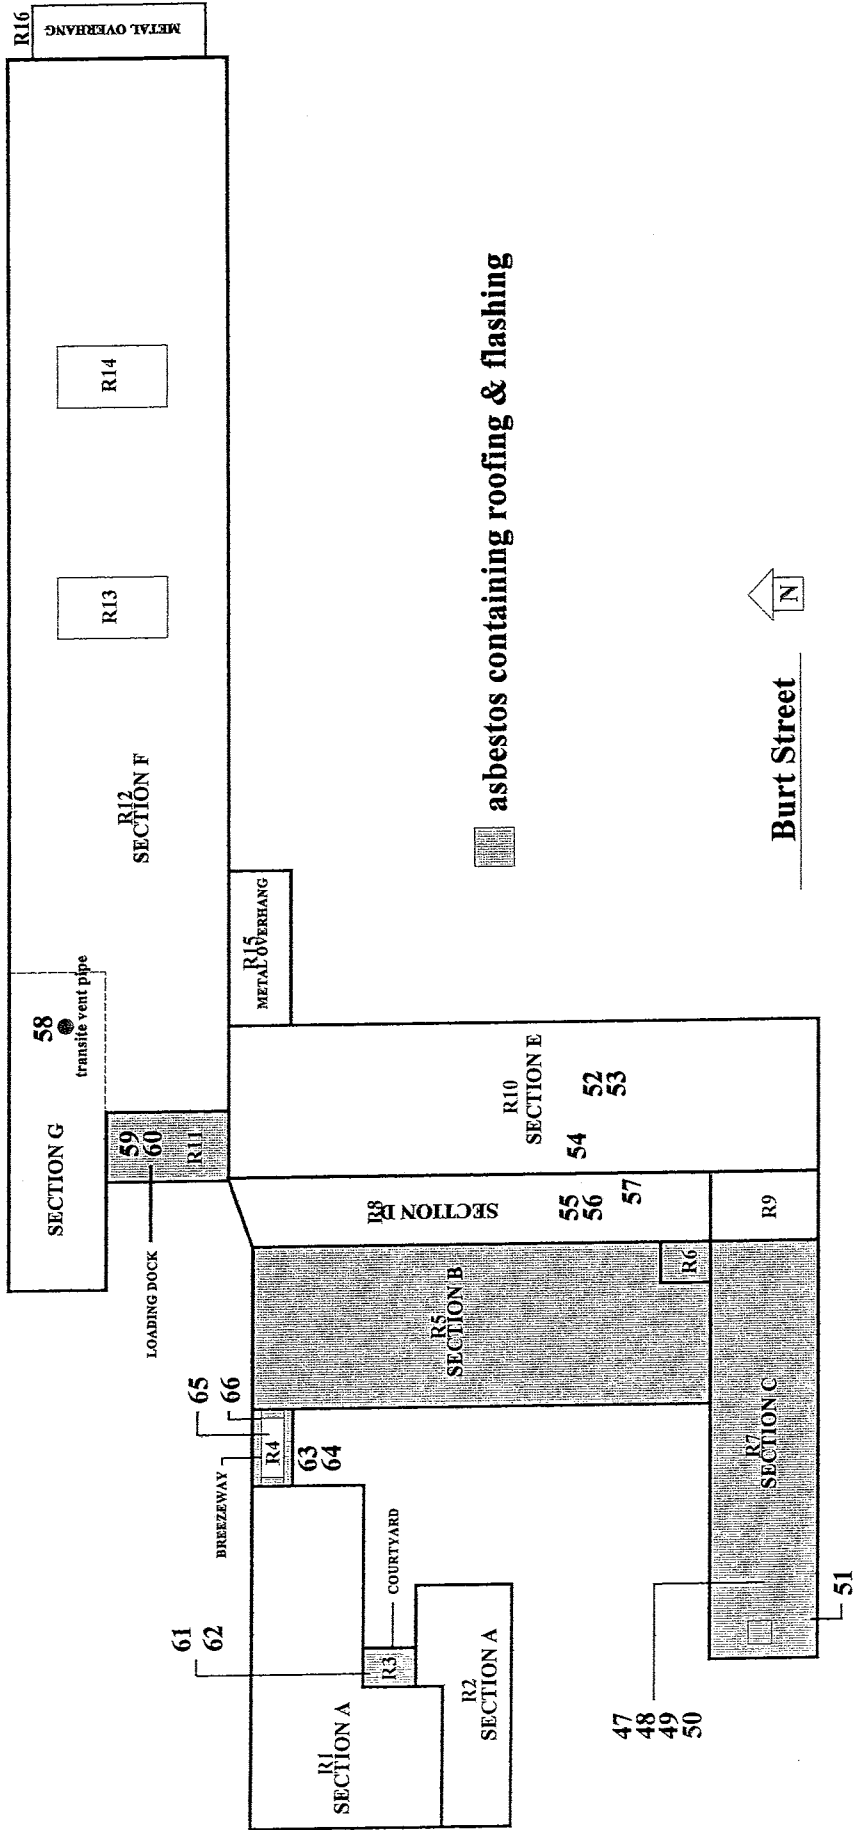 R16
METAL OVERHANG
R14
R13
R12
SECTION F
58
transite vent pipe
SECTION G
59
60
R11
LOADING DOCK
R15
METAL OVERHANG
R10
SECTION E
52
53
54
R8
SECTION D
55
56
57
R9
R5
SECTION B
R6
65
66
BREEZEWAY
R4
63
64
61
62
COURTYARD
R3
R1
SECTION A
R2
SECTION A
R7
SECTION C
47
48
49
50
51
asbestos containing roofing & flashing
Burt Street
N